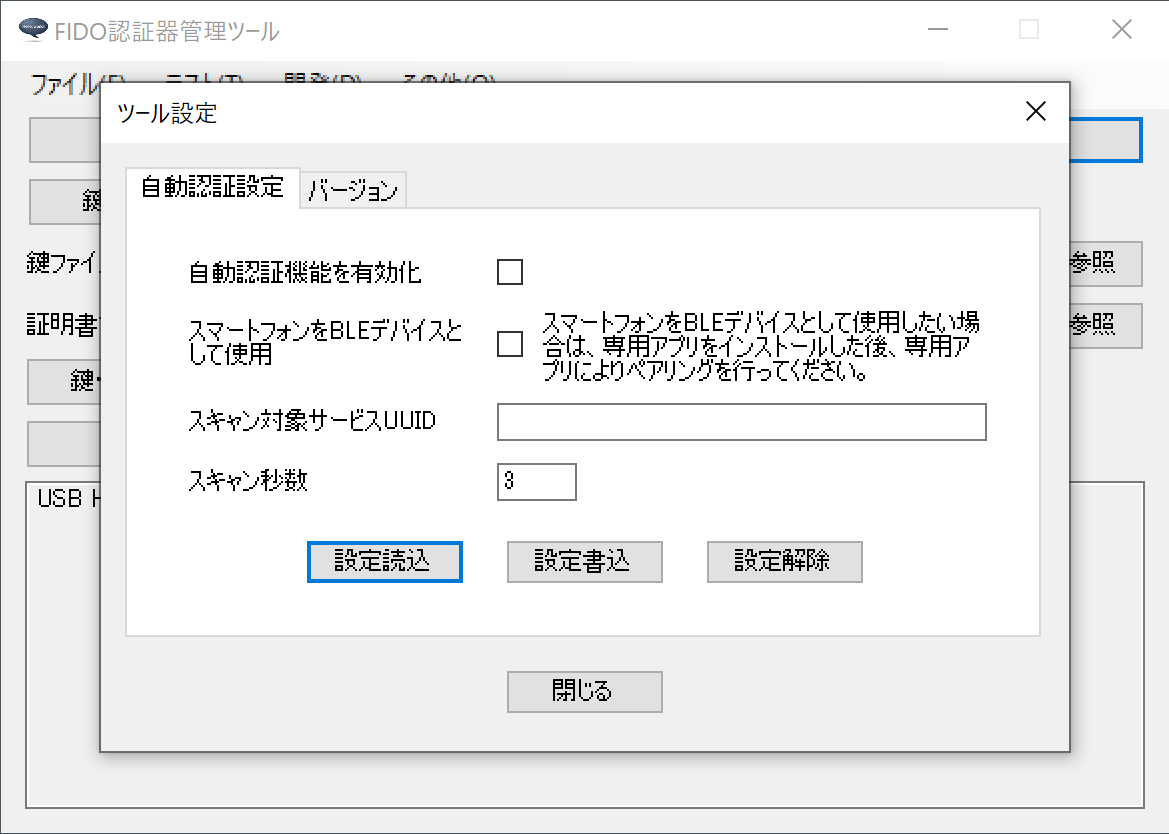 FIDO認証器管理ツール
ファイル(F) テスト(T) 開発(D) その他(O)
ツール設定
自動認証設定 バージョン
鍵
鍵ファイ
参照
自動認証機能を有効化
スマートフォンをBLEデバイスと
して使用
スマートフォンをBLEデバイスとして使用したい場
合は、専用アプリをインストールした後、専用ア
プリによりペアリングを行ってください。
証明書
参照
鍵・
スキャン対象サービスUUID
スキャン秒数
3
USB H
設定読込 設定書込 設定解除
閉じる